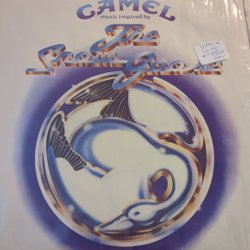 CAMEL
music inspired by
The
Snow Goose